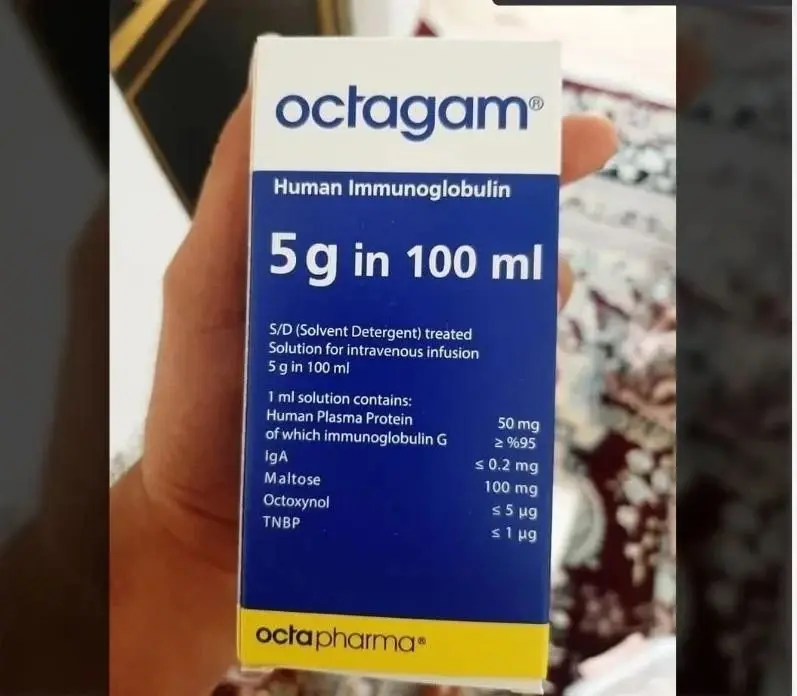 octagam®
Human Immunoglobulin
5 g in 100 ml
S/D (Solvent Detergent) treated
Solution for intravenous infusion
5 g in 100 ml
1 ml solution contains:
Human Plasma Protein 50 mg
of which immunoglobulin G ≥ %95
IgA ≤ 0.2 mg
Maltose 100 mg
Octoxynol ≤ 5 µg
TNBP ≤ 1 µg
octapharma®